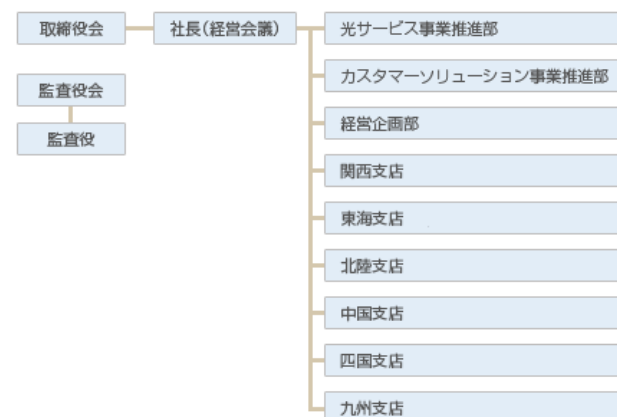 取締役会
社長(経営会議)
監査役会
監査役
光サービス事業推進部
カスタマーソリューション事業推進部
経営企画部
関西支店
東海支店
北陸支店
中国支店
四国支店
九州支店